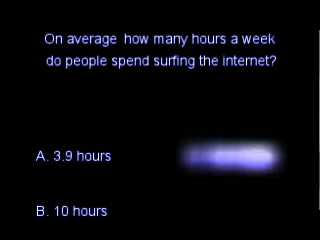 On average how many hours a week
do people spend surfing the internet?
A. 3.9 hours
B. 10 hours